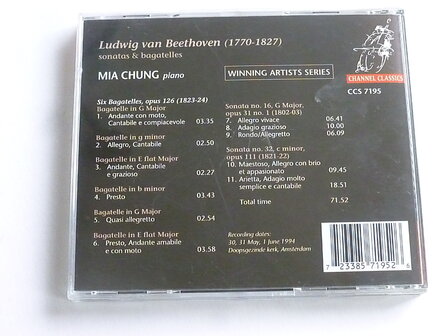 Ludwig van Beethoven (1770-1827)
sonatas & bagatelles
MIA CHUNG piano
WINNING ARTISTS SERIES
CHANNEL CLASSICS
CCS 7195
Six Bagatelles, opus 126 (1823-24)
Bagatelle in G Major
1. Andante con moto,
Cantabile e compiacevole 03.35
Bagatelle in g minor
2. Allegro, Cantabile 02.50
Bagatelle in E flat Major
3. Andante, Cantabile
e grazioso 02.27
Bagatelle in b minor
4. Presto 03.43
Bagatelle in G Major
5. Quasi allegretto 02.54
Bagatelle in E flat Major
6. Presto, Andante amabile
e con moto 03.58
Sonata no. 16, G Major,
opus 31 no. 1 (1802-03)
7. Allegro vivace 06.41
8. Adagio grazioso 10.00
9. Rondo/Allegretto 06.09
Sonata no. 32, c minor,
opus 111 (1821-22)
10. Maestoso, Allegro con brio
et appassionato 09.45
11. Arietta, Adagio molto
semplice et cantabile 18.51
Total time 71.52
Recording dates:
30, 31 May, 1 June 1994
Doopsgezinde kerk, Amsterdam
7 23385 71952 5